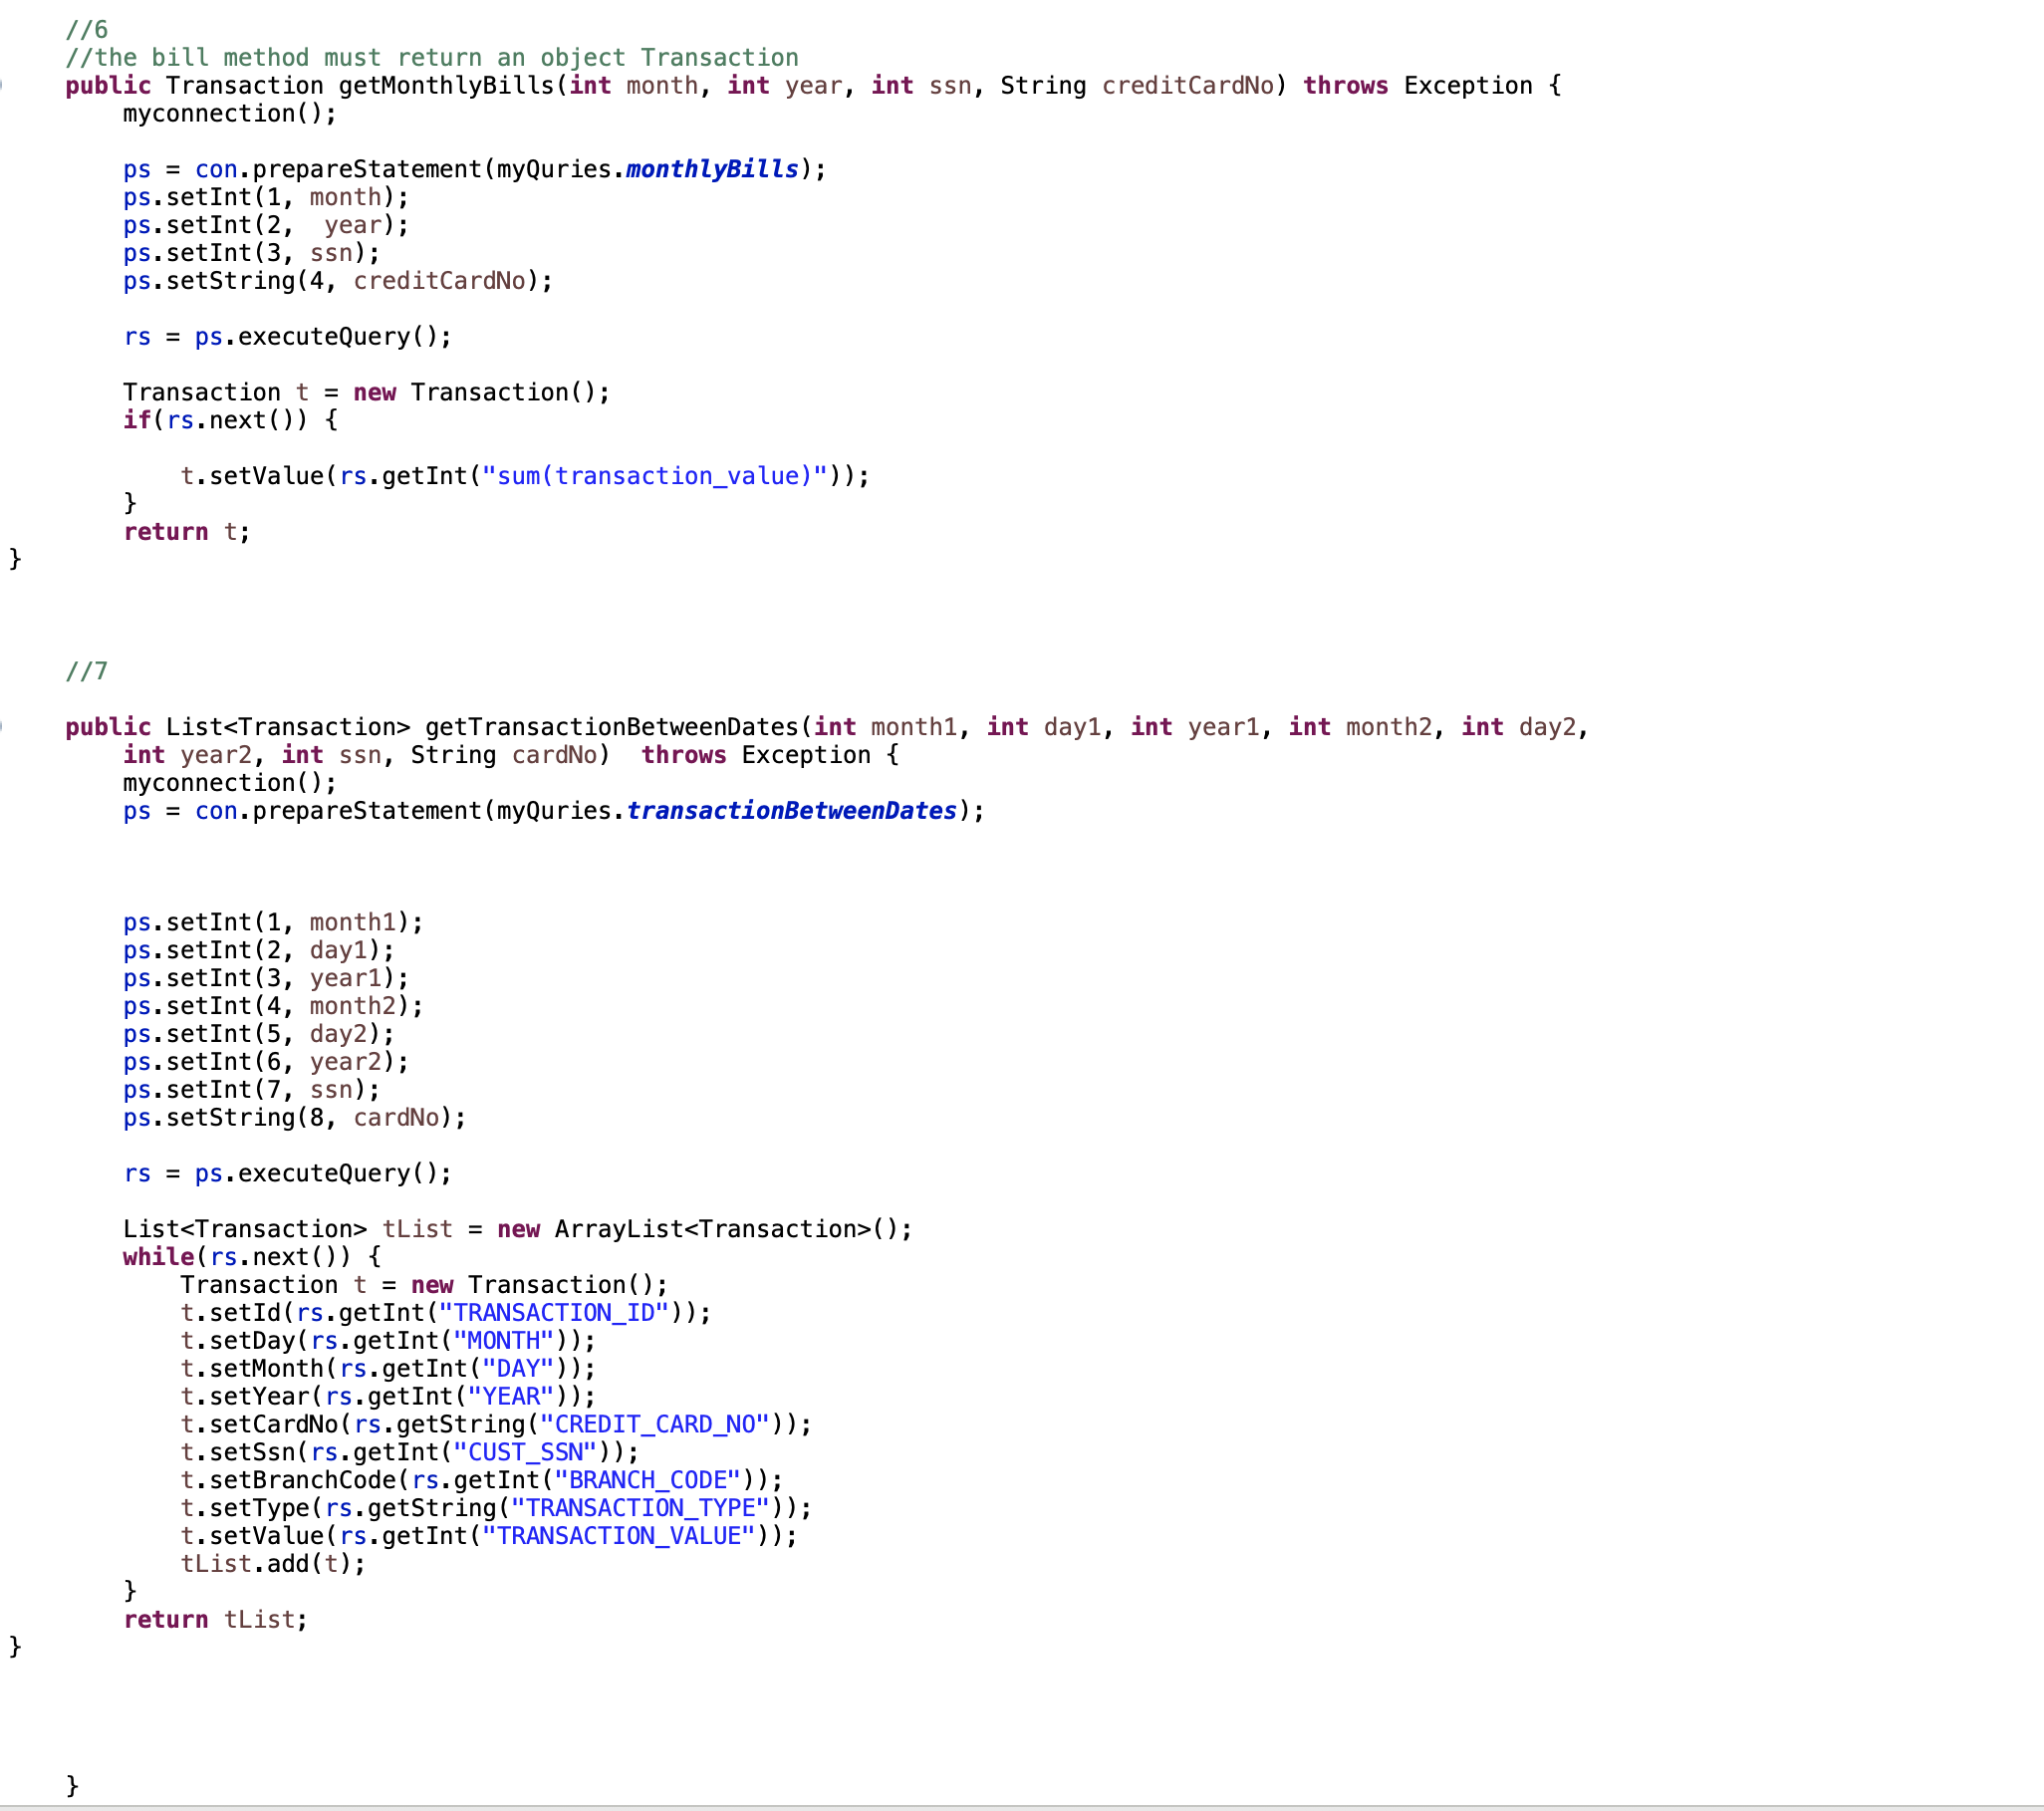 //6
//the bill method must return an object Transaction
public Transaction getMonthlyBills(int month, int year, int ssn, String creditCardNo) throws Exception {
myconnection();
ps = con.prepareStatement(myQuries.monthlyBills);
ps.setInt(1, month);
ps.setInt(2,  year);
ps.setInt(3, ssn);
ps.setString(4, creditCardNo);
rs = ps.executeQuery();
Transaction t = new Transaction();
if(rs.next()) {
t.setValue(rs.getInt("sum(transaction_value)"));
}
return t;
}
//7
public List<Transaction> getTransactionBetweenDates(int month1, int day1, int year1, int month2, int day2,
int year2, int ssn, String cardNo)  throws Exception {
myconnection();
ps = con.prepareStatement(myQuries.transactionBetweenDates);
ps.setInt(1, month1);
ps.setInt(2, day1);
ps.setInt(3, year1);
ps.setInt(4, month2);
ps.setInt(5, day2);
ps.setInt(6, year2);
ps.setInt(7, ssn);
ps.setString(8, cardNo);
rs = ps.executeQuery();
List<Transaction> tList = new ArrayList<Transaction>();
while(rs.next()) {
Transaction t = new Transaction();
t.setId(rs.getInt("TRANSACTION_ID"));
t.setDay(rs.getInt("MONTH"));
t.setMonth(rs.getInt("DAY"));
t.setYear(rs.getInt("YEAR"));
t.setCardNo(rs.getString("CREDIT_CARD_NO"));
t.setSsn(rs.getInt("CUST_SSN"));
t.setBranchCode(rs.getInt("BRANCH_CODE"));
t.setType(rs.getString("TRANSACTION_TYPE"));
t.setValue(rs.getInt("TRANSACTION_VALUE"));
tList.add(t);
}
return tList;
}
}